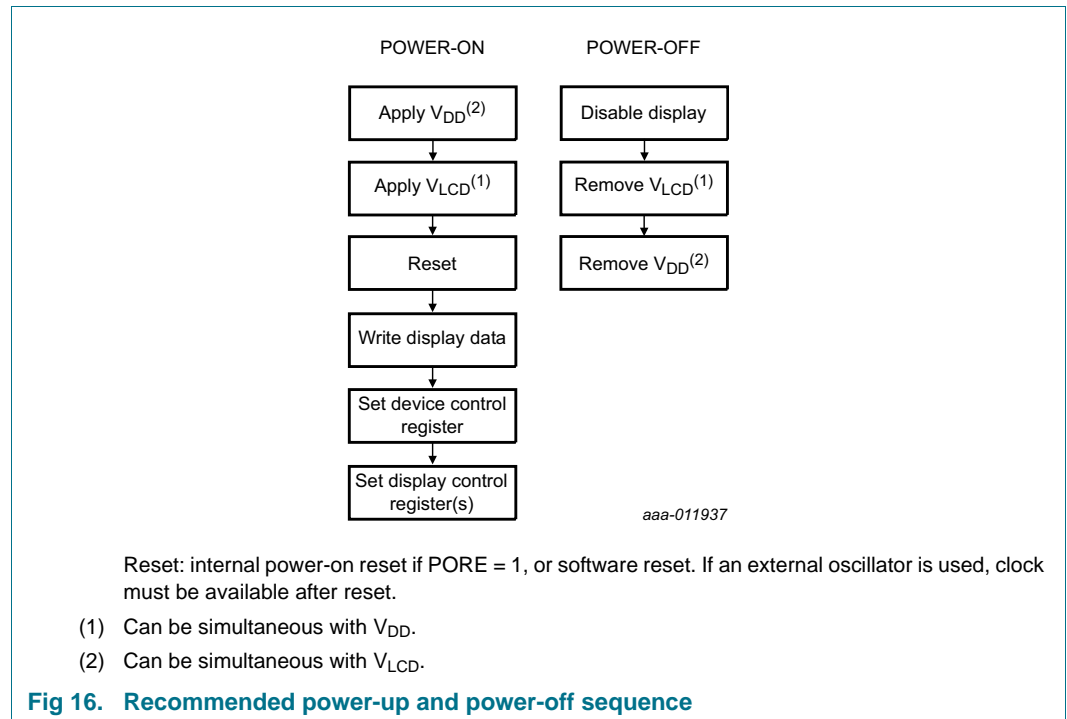 POWER-ON
Apply VDD(2)
Apply VLCD(1)
Reset
Write display data
Set device control
register
Set display control
register(s)
POWER-OFF
Disable display
Remove VLCD(1)
Remove VDD(2)
aaa-011937
Reset: internal power-on reset if PORE = 1, or software reset. If an external oscillator is used, clock
must be available after reset.
(1) Can be simultaneous with VDD.
(2) Can be simultaneous with VLCD.
Fig 16. Recommended power-up and power-off sequence